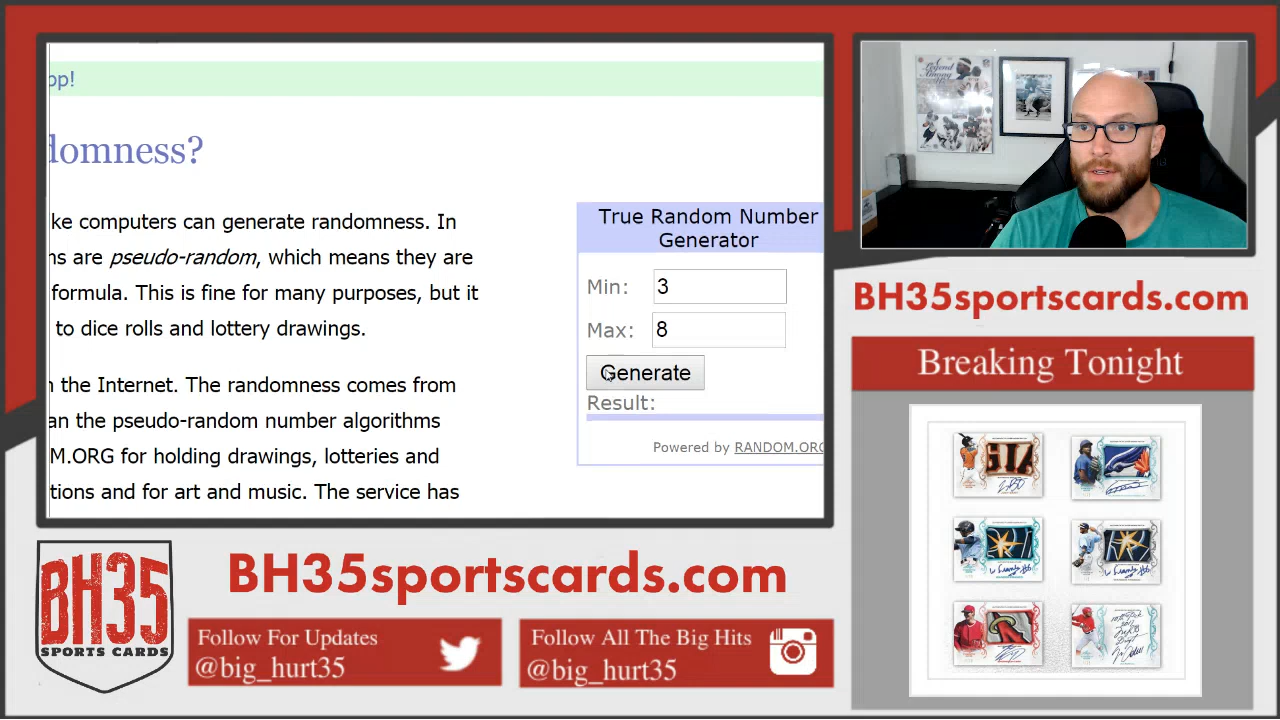 op!
domness?
ke computers can generate randomness. In
ns are pseudo-random, which means they are
formula. This is fine for many purposes, but it
to dice rolls and lottery drawings.
n the Internet. The randomness comes from
an the pseudo-random number algorithms
M.ORG for holding drawings, lotteries and
tions and for art and music. The service has
True Random Number
Generator
Min: 3
Max: 8
Generate
Result:
Powered by RANDOM.ORG
BH35sportscards.com
Breaking Tonight
BH35
SPORTS CARDS
BH35sportscards.com
Follow For Updates
@big_hurt35
Follow All The Big Hits
@big_hurt35